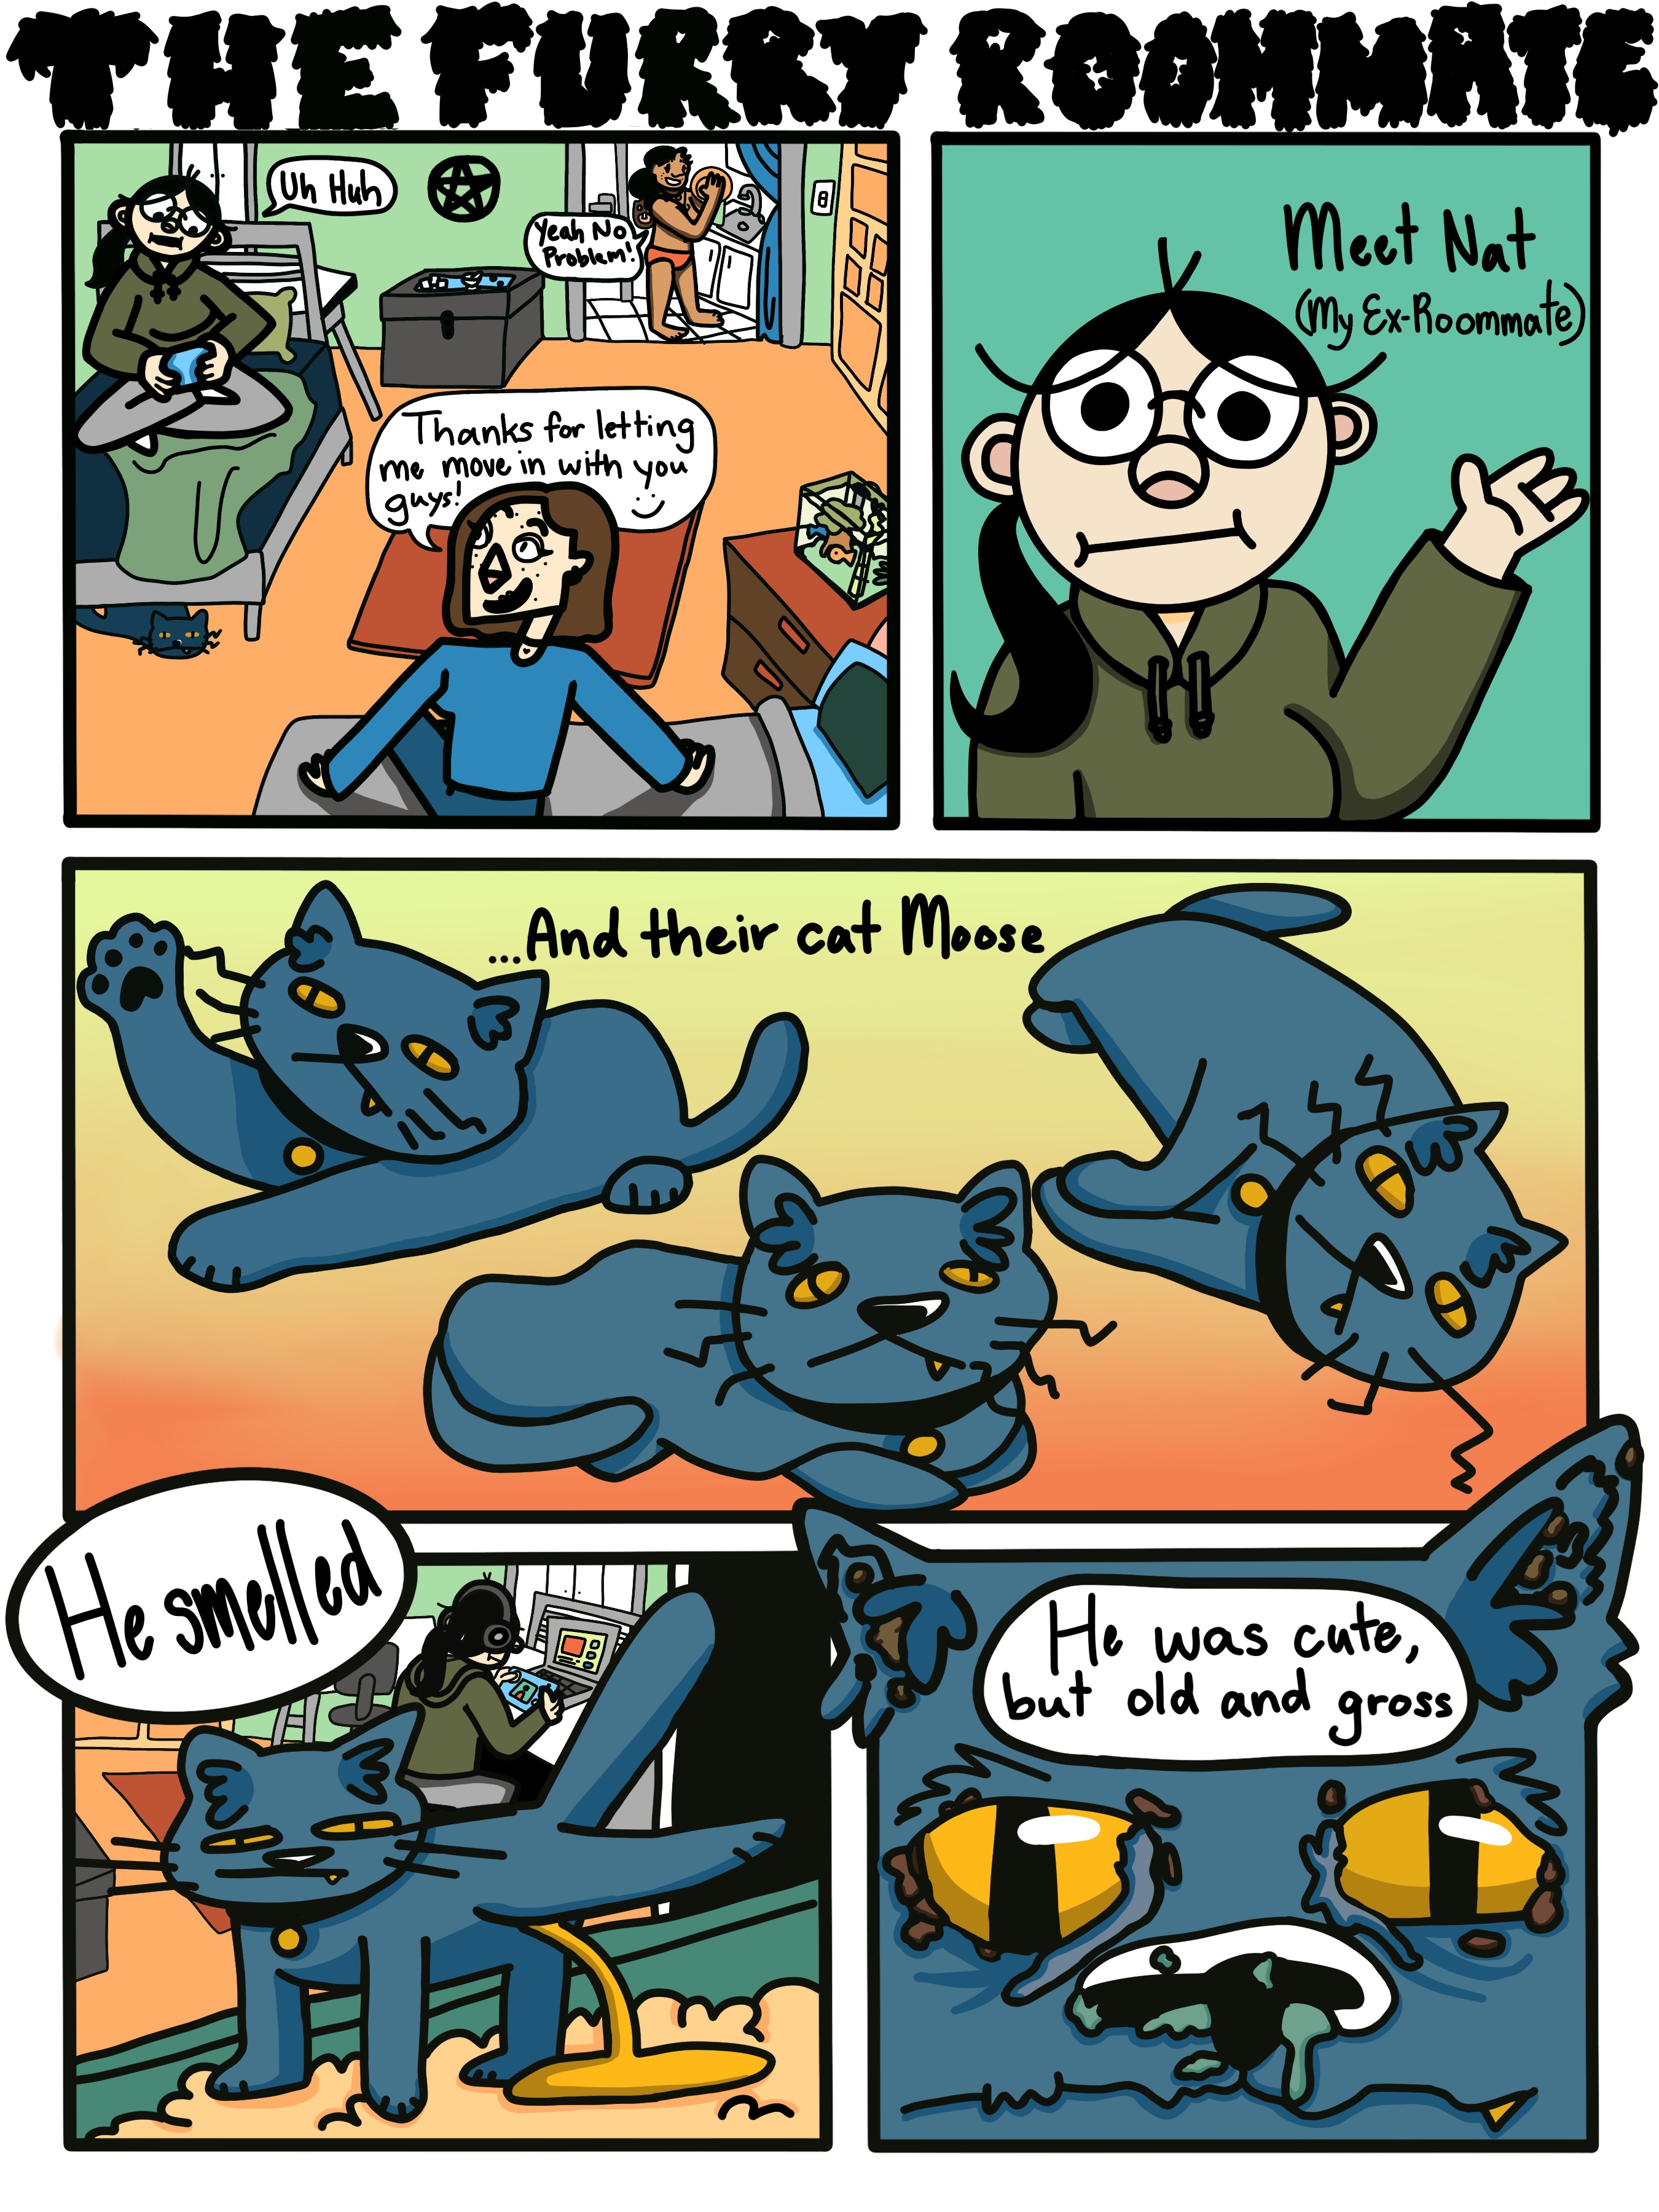 THE FURRY ROOMMATE
Uh Huh
Yeah No
Problem!
Thanks for letting
me move in with you
guys! :)
Meet Nat
(My Ex-Roommate)
...And their cat Moose
He smelled
He was cute,
but old and gross